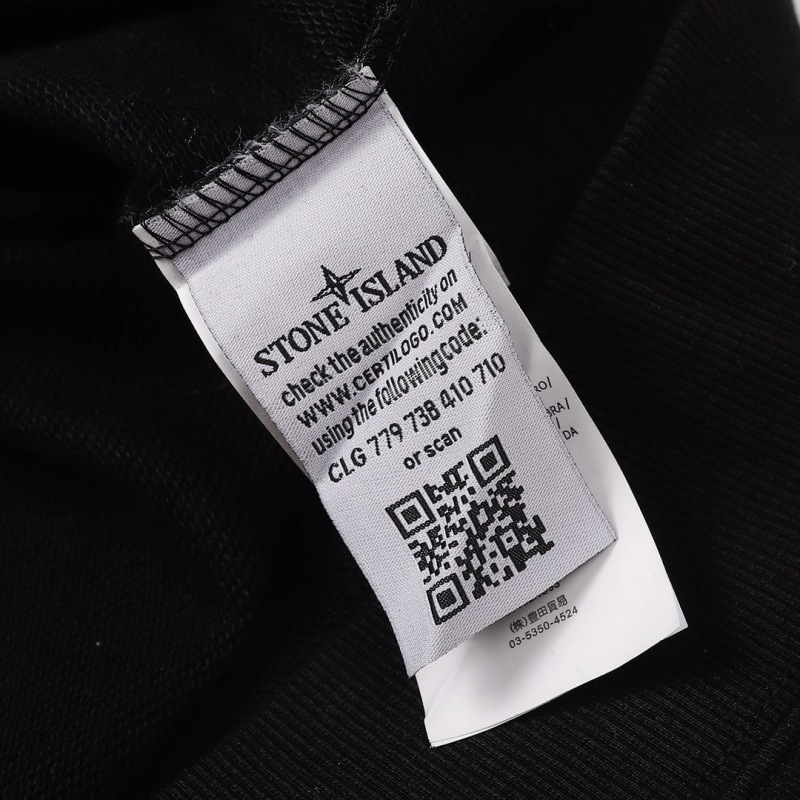 STONE ISLAND
check the authenticity on
WWW.CERTILOGO.COM
using the following code:
CLG 779 738 410 710
or scan
RO/
BRA/
/
DA
(株)豊田貿易
03-5350-4524